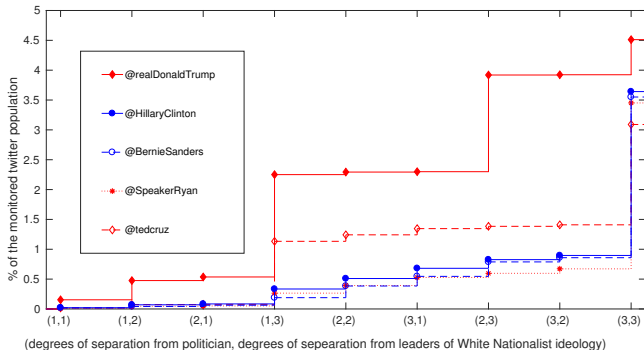 5
4.5
4
3.5
3
2.5
2
1.5
1
0.5
0
% of the monitored twitter population
@realDonaldTrump
@HillaryClinton
@BernieSanders
@SpeakerRyan
@tedcruz
(1,1) (1,2) (2,1) (1,3) (2,2) (3,1) (2,3) (3,2) (3,3)
(degrees of separation from politician, degrees of sepearation from leaders of White Nationalist ideology)